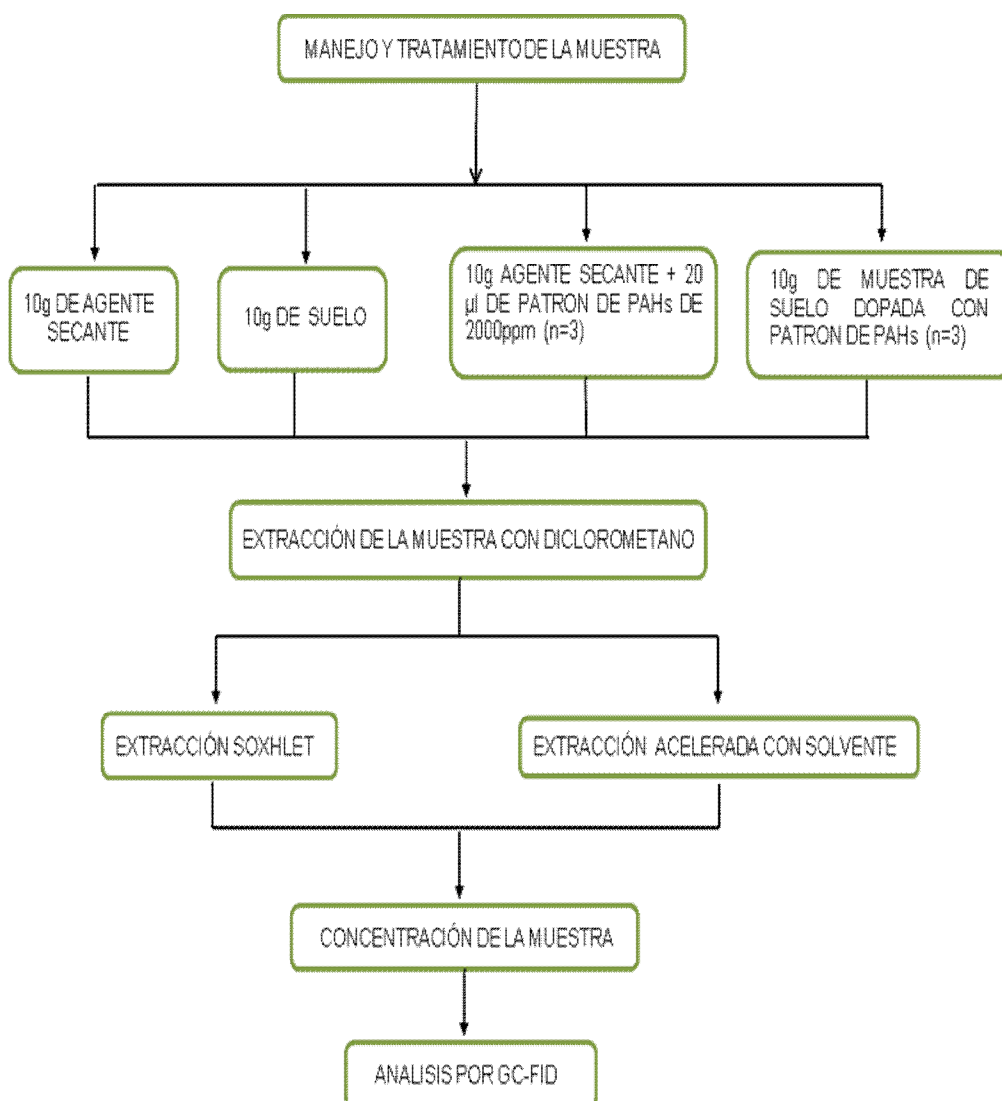 MANEJO Y TRATAMIENTO DE LA MUESTRA
10g DE AGENTE
SECANTE
10g DE SUELO
10g AGENTE SECANTE + 20
µl DE PATRON DE PAHs DE
2000ppm (n=3)
10g DE MUESTRA DE
SUELO DOPADA CON
PATRON DE PAHs (n=3)
EXTRACCIÓN DE LA MUESTRA CON DICLOROMETANO
EXTRACCIÓN SOXHLET
EXTRACCIÓN ACELERADA CON SOLVENTE
CONCENTRACIÓN DE LA MUESTRA
ANALISIS POR GC-FID